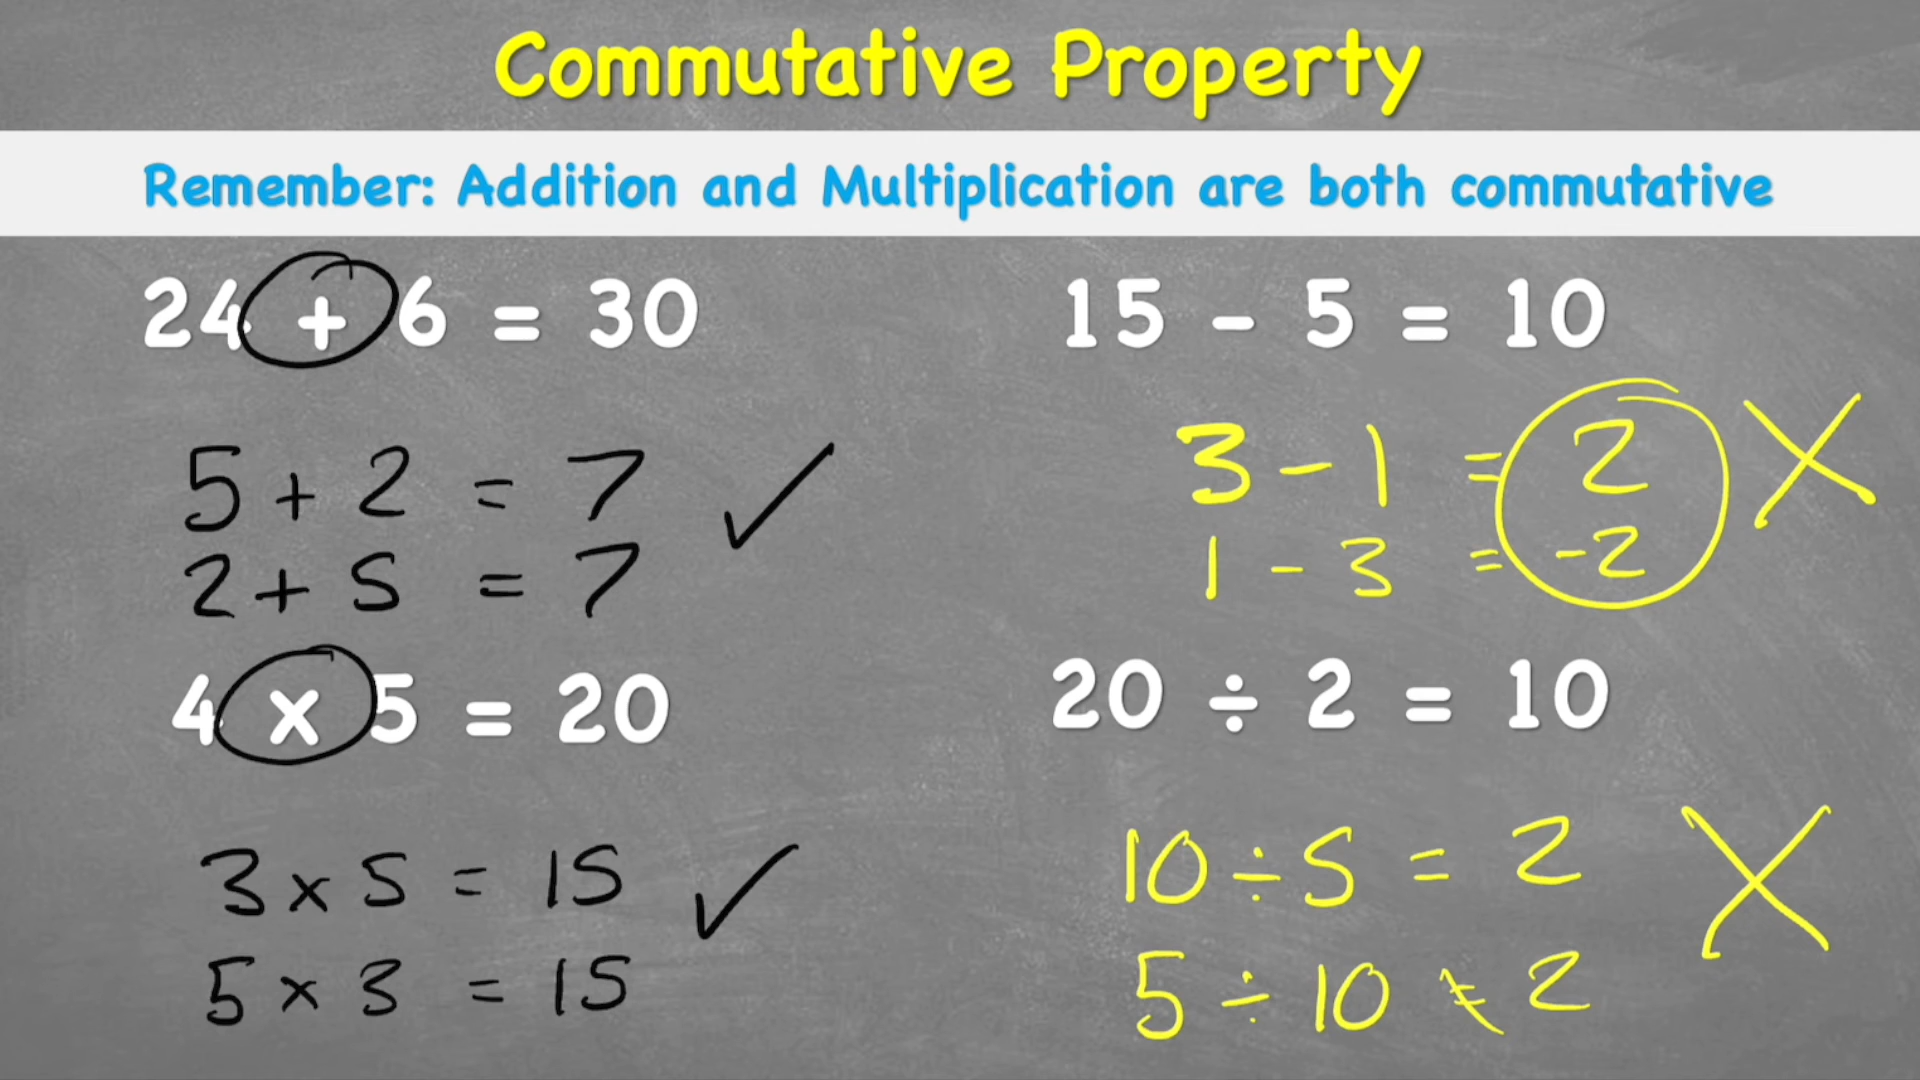 Commutative Property
Remember: Addition and Multiplication are both commutative
24 + 6 = 30
5 + 2 = 7 ✓
2 + 5 = 7
4 x 5 = 20
3 x 5 = 15 ✓
5 x 3 = 15
15 - 5 = 10
3 - 1 = 2 X
1 - 3 = -2
20 ÷ 2 = 10
10 ÷ 5 = 2 X
5 ÷ 10 ≠ 2